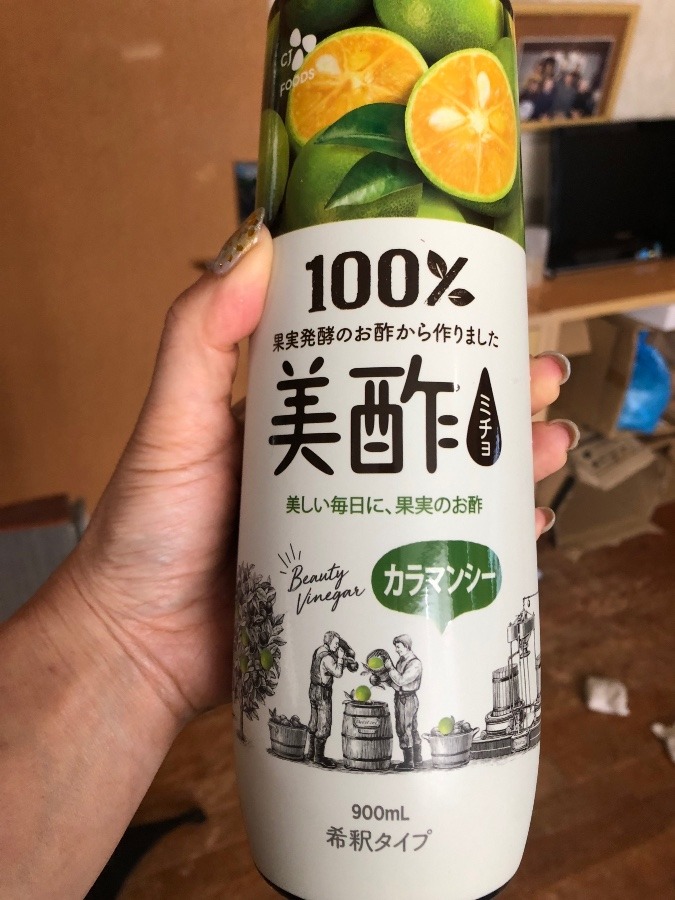 CJ
FOODS
100%
果実発酵のお酢から作りました
美酢
ミチョ
美しい毎日に、果実のお酢
Beauty
Vinegar
カラマンシー
900mL
希釈タイプ